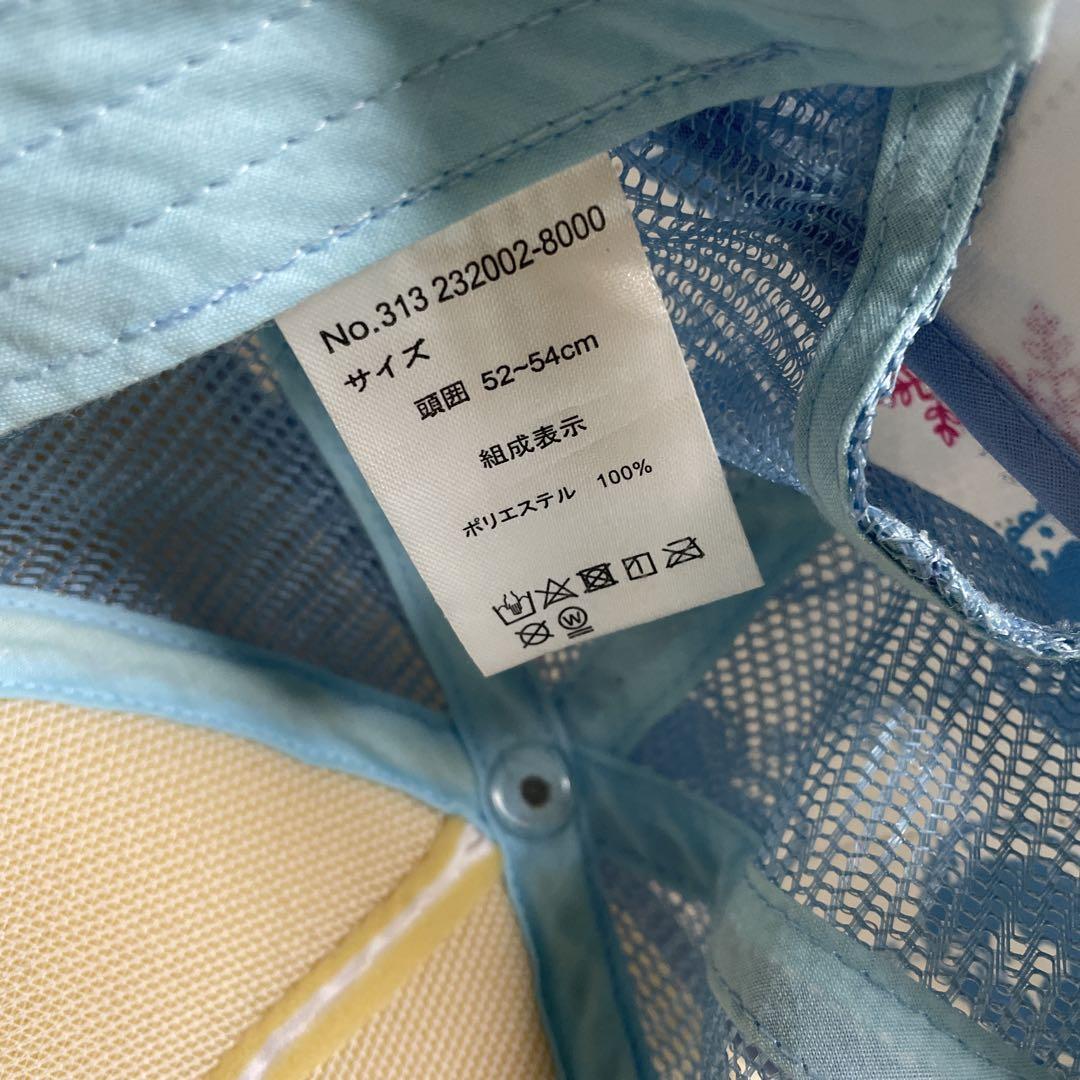 No.313 232002-8000
サイズ
頭囲 52~54cm
組成表示
ポリエステル 100%
W